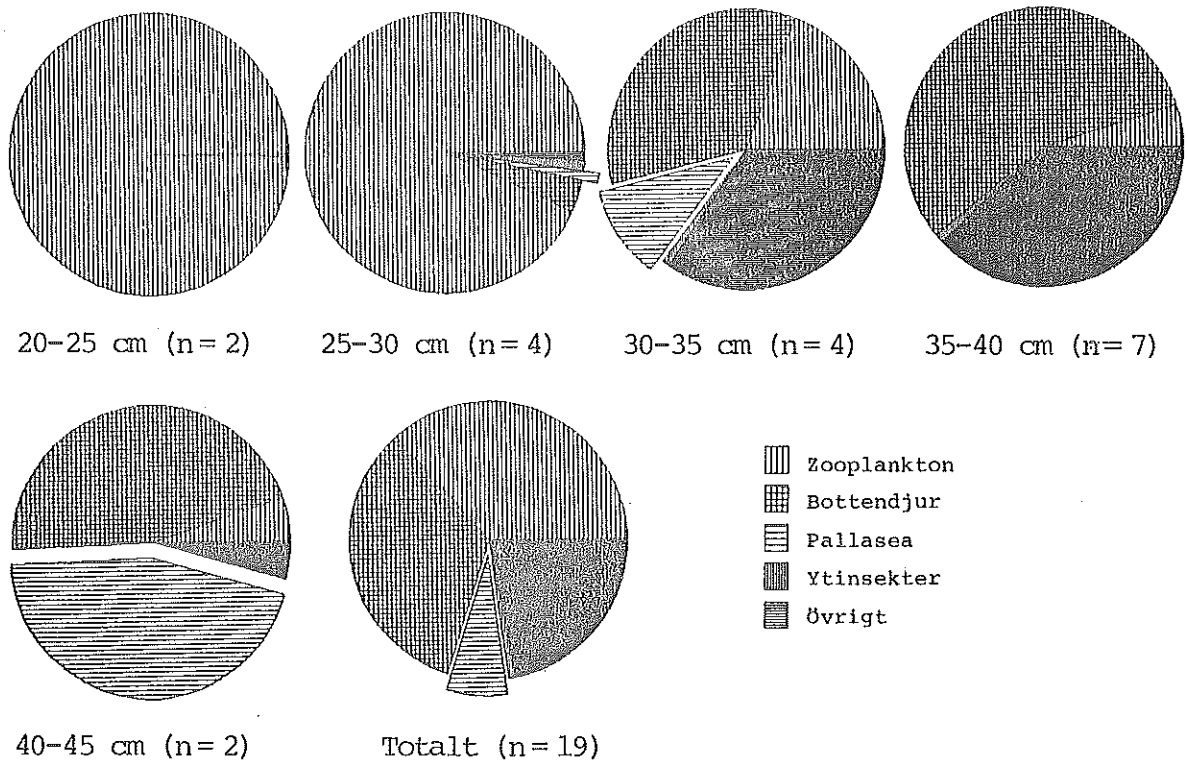 20-25 cm (n= 2)
25-30 cm (n= 4)
30-35 cm (n= 4)
35-40 cm (n= 7)
Zooplankton
Bottendjur
Pallasea
Ytinsekter
Övrigt
40-45 cm (n= 2)
Totalt (n= 19)